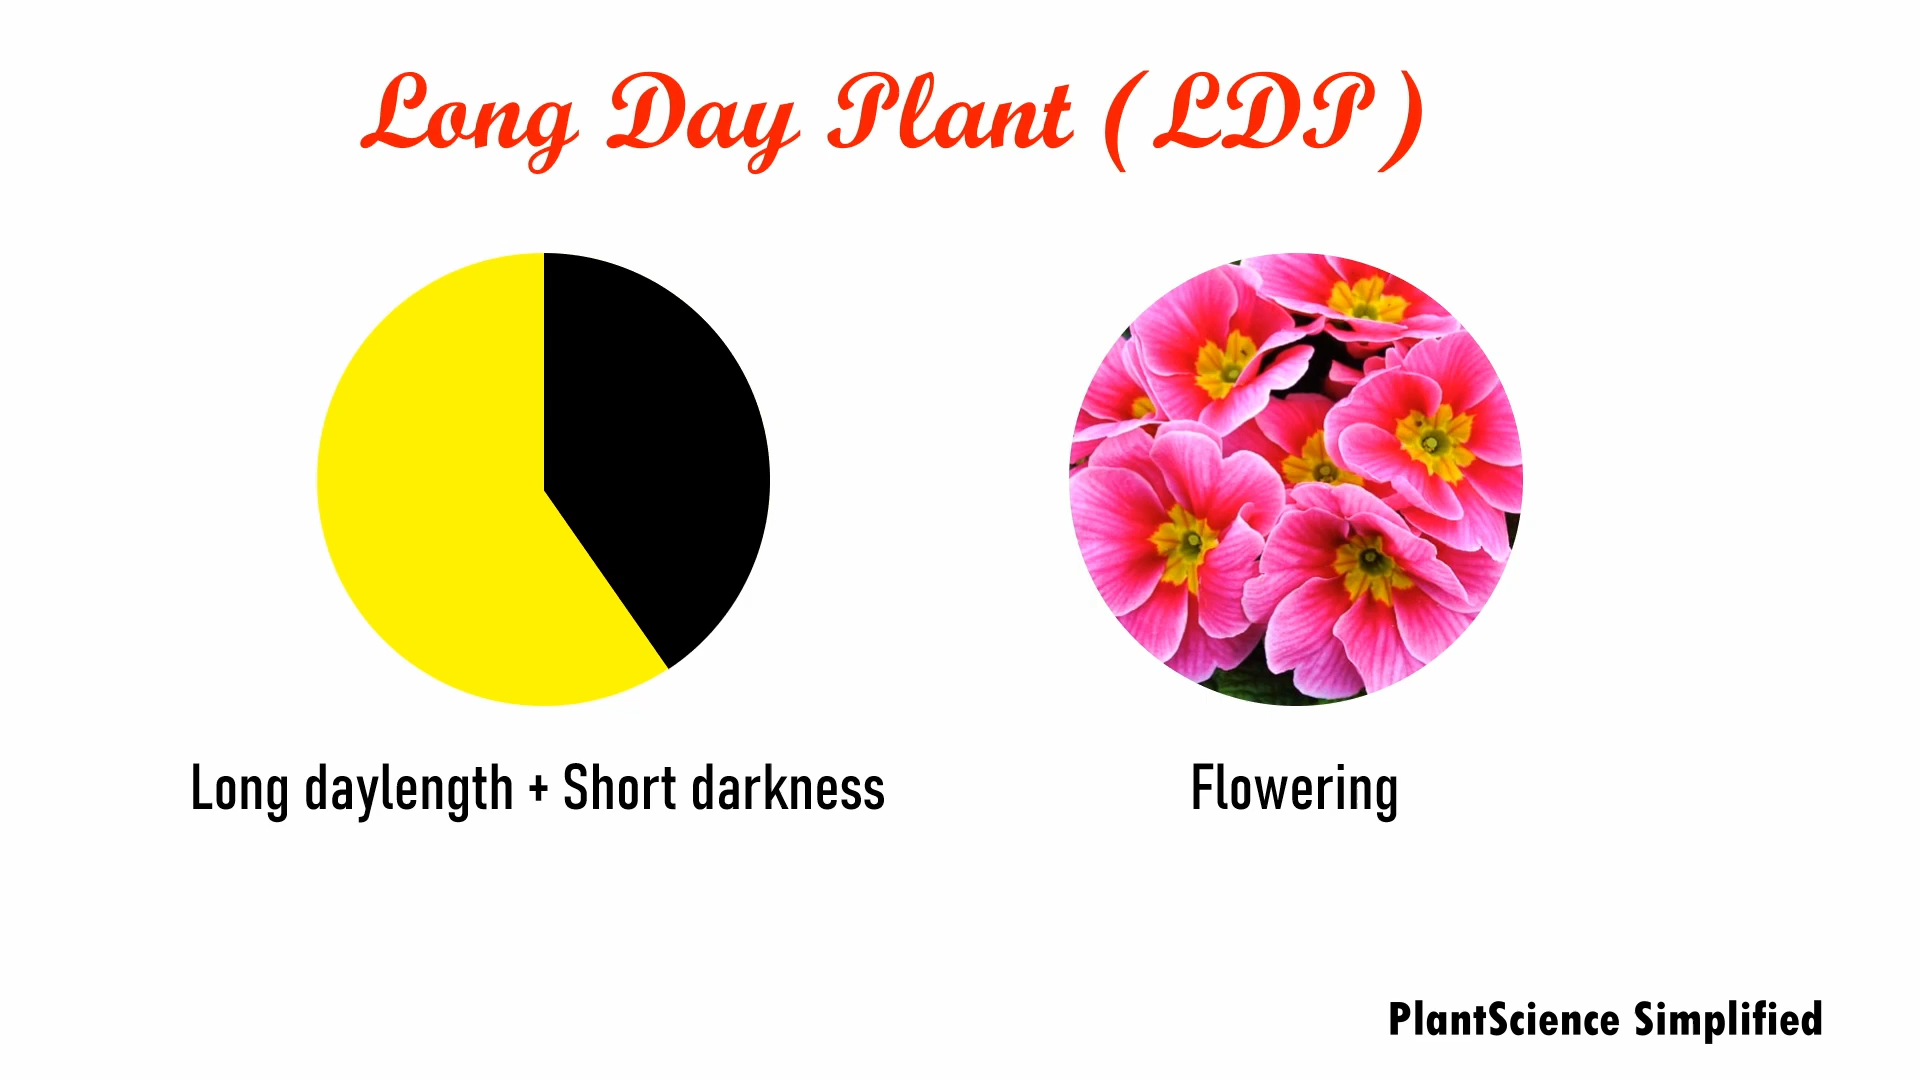 Long Day Plant (LDP)
Long daylength + Short darkness
Flowering
PlantScience Simplified